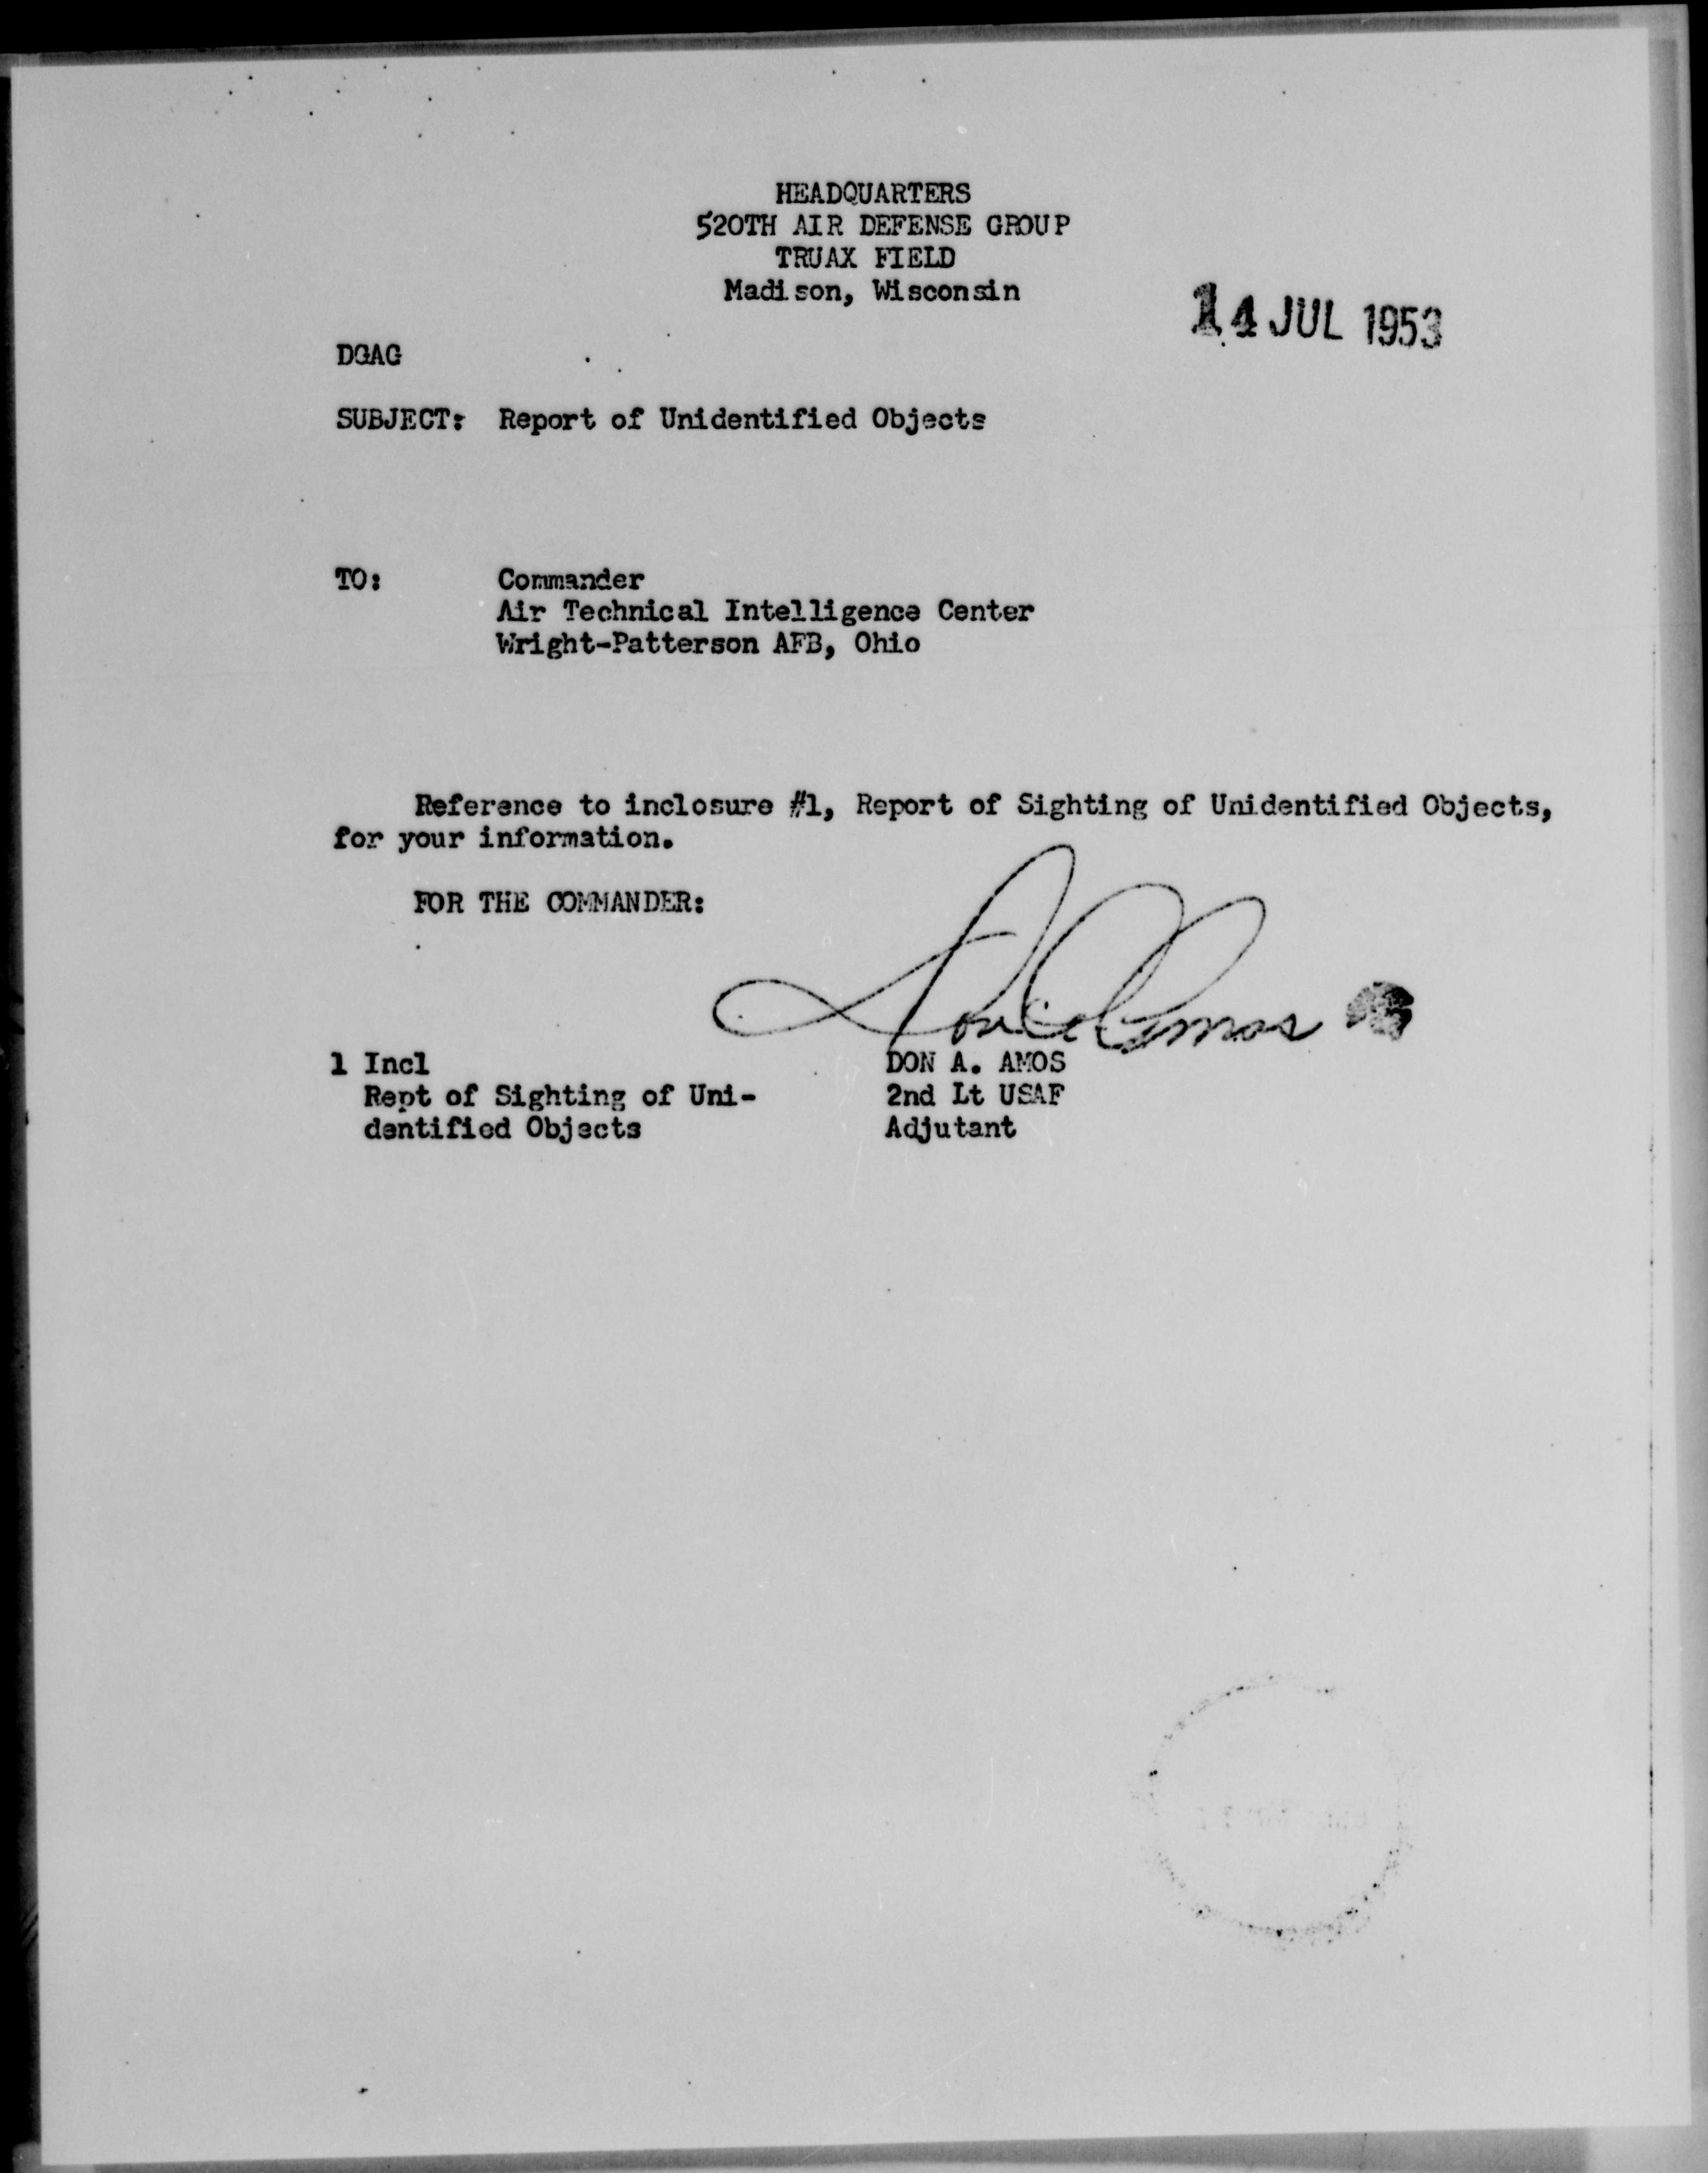 HEADQUARTERS
520TH AIR DEFENSE GROUP
TRUAX FIELD
Madison, Wisconsin
14 JUL 1953
DGAG
SUBJECT: Report of Unidentified Objects
TO: Commander
Air Technical Intelligence Center
Wright-Patterson AFB, Ohio
Reference to inclosure #1, Report of Sighting of Unidentified Objects,
for your information.
FOR THE COMMANDER:
Don A Amos
1 Incl
Rept of Sighting of Uni-
dentified Objects
DON A. AMOS
2nd Lt USAF
Adjutant